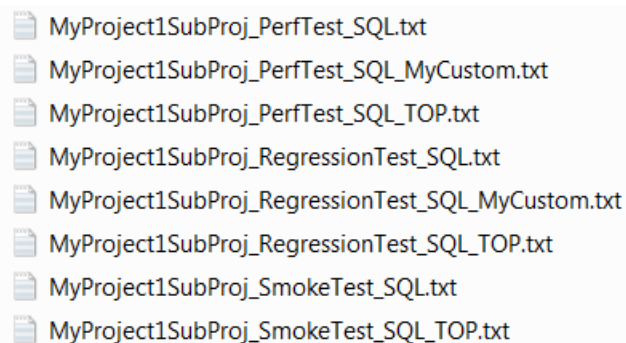 MyProject1SubProj_PerfTest_SQL.txt
MyProject1SubProj_PerfTest_SQL_MyCustom.txt
MyProject1SubProj_PerfTest_SQL_TOP.txt
MyProject1SubProj_RegressionTest_SQL.txt
MyProject1SubProj_RegressionTest_SQL_MyCustom.txt
MyProject1SubProj_RegressionTest_SQL_TOP.txt
MyProject1SubProj_SmokeTest_SQL.txt
MyProject1SubProj_SmokeTest_SQL_TOP.txt